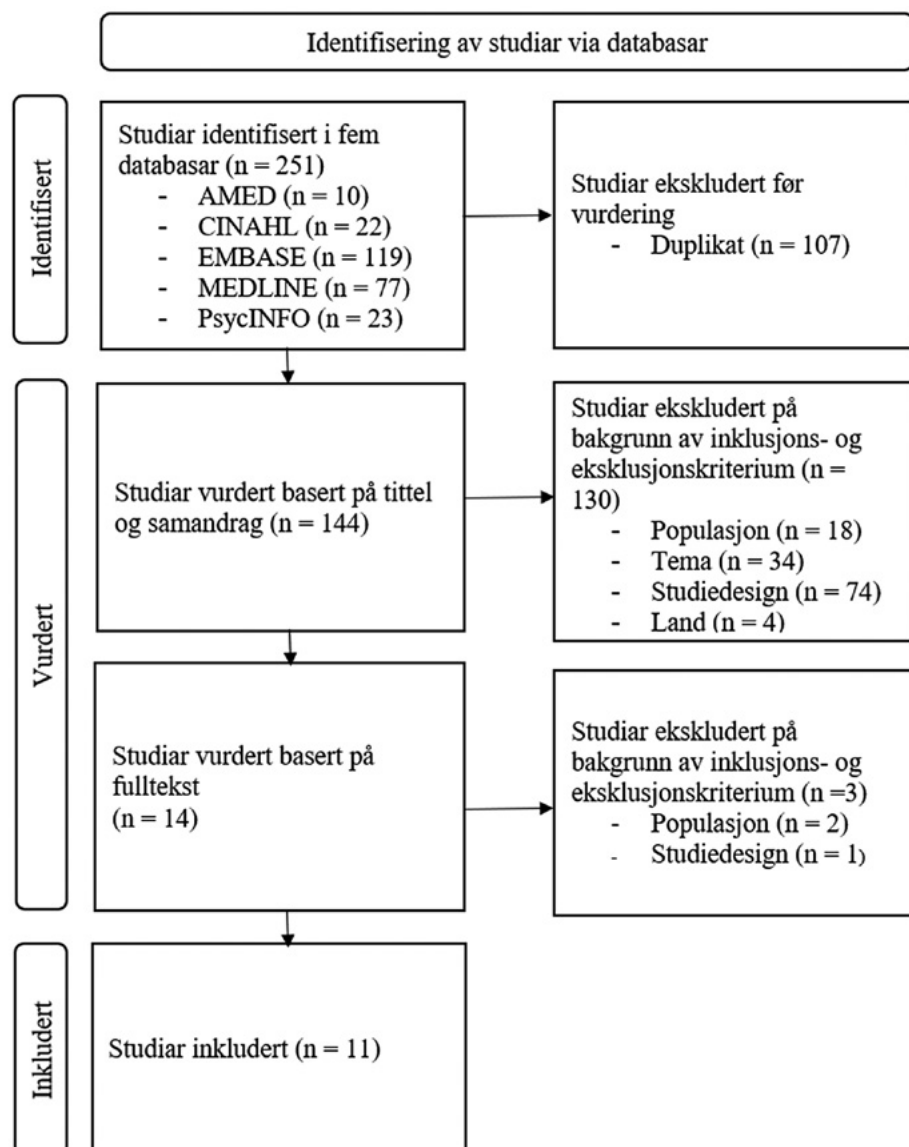 Identifisering av studiar via databasar
Identifisert
Studiar identifisert i fem
databasar (n = 251)
- AMED (n = 10)
- CINAHL (n = 22)
- EMBASE (n = 119)
- MEDLINE (n = 77)
- PsycINFO (n = 23)
Studiar ekskludert før
vurdering
- Duplikat (n = 107)
Vurdert
Studiar vurdert basert på tittel
og samandrag (n = 144)
Studiar ekskludert på
bakgrunn av inklusjons- og
eksklusjonskriterium (n =
130)
- Populasjon (n = 18)
- Tema (n = 34)
- Studiedesign (n = 74)
- Land (n = 4)
Studiar vurdert basert på
fulltekst
(n = 14)
Studiar ekskludert på
bakgrunn av inklusjons- og
eksklusjonskriterium (n =3)
- Populasjon (n = 2)
- Studiedesign (n = 1)
Inkludert
Studiar inkludert (n = 11)